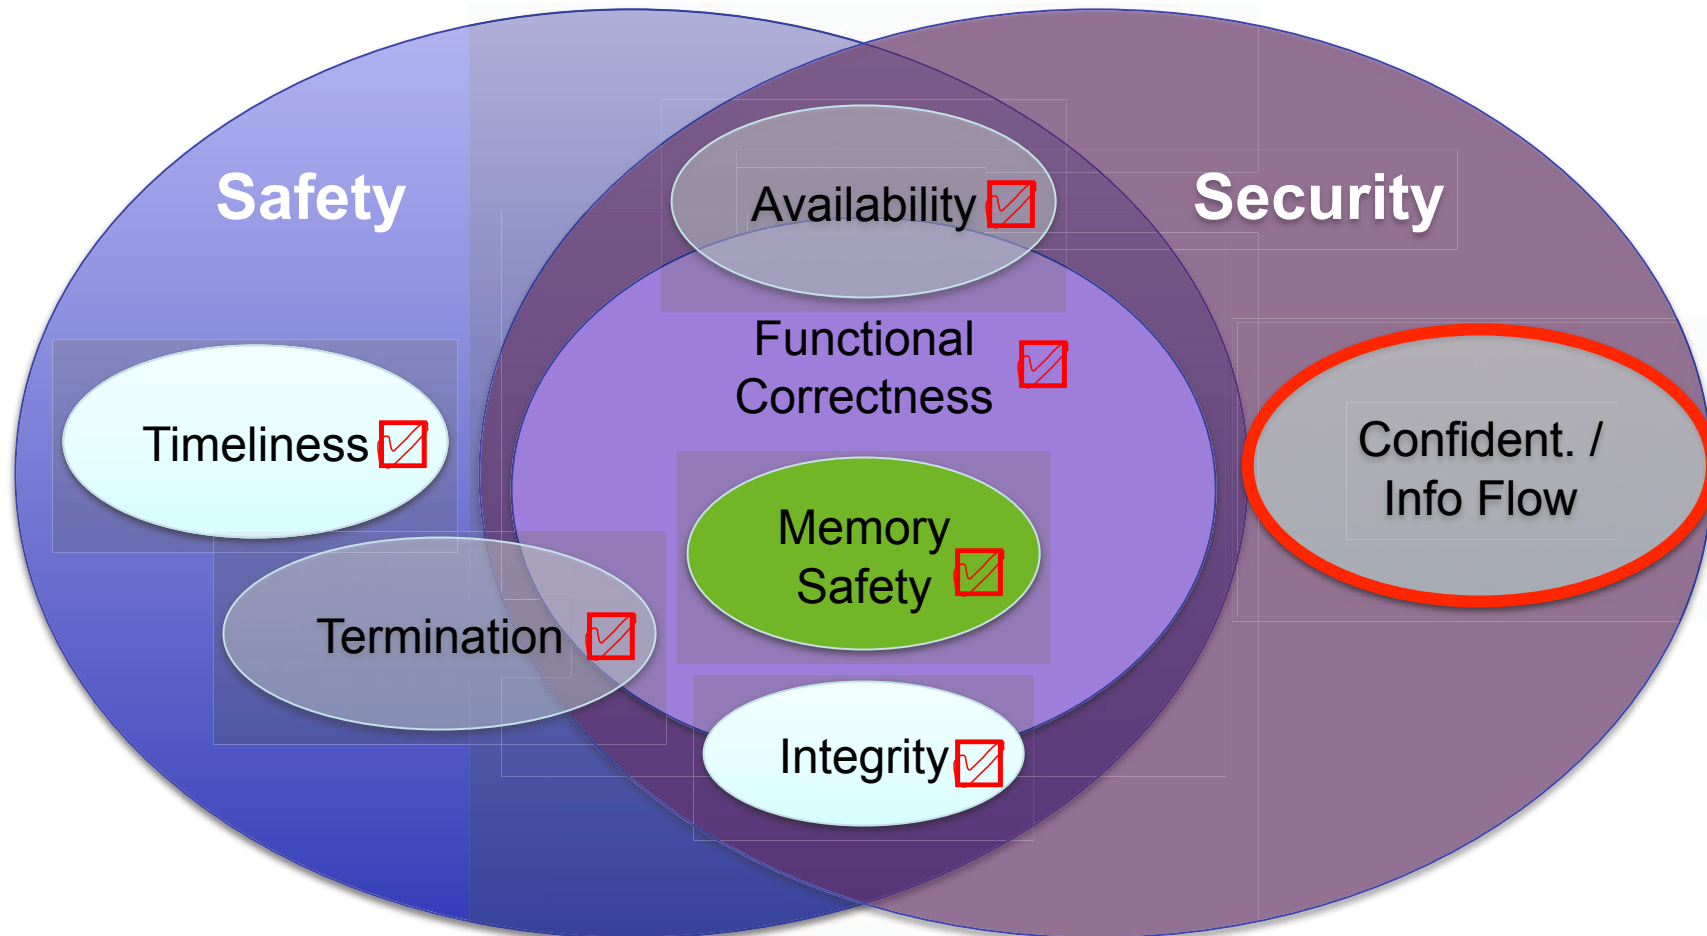 Safety
Security
Availability
Functional
Correctness
Timeliness
Confident. /
Info Flow
Memory
Safety
Termination
Integrity